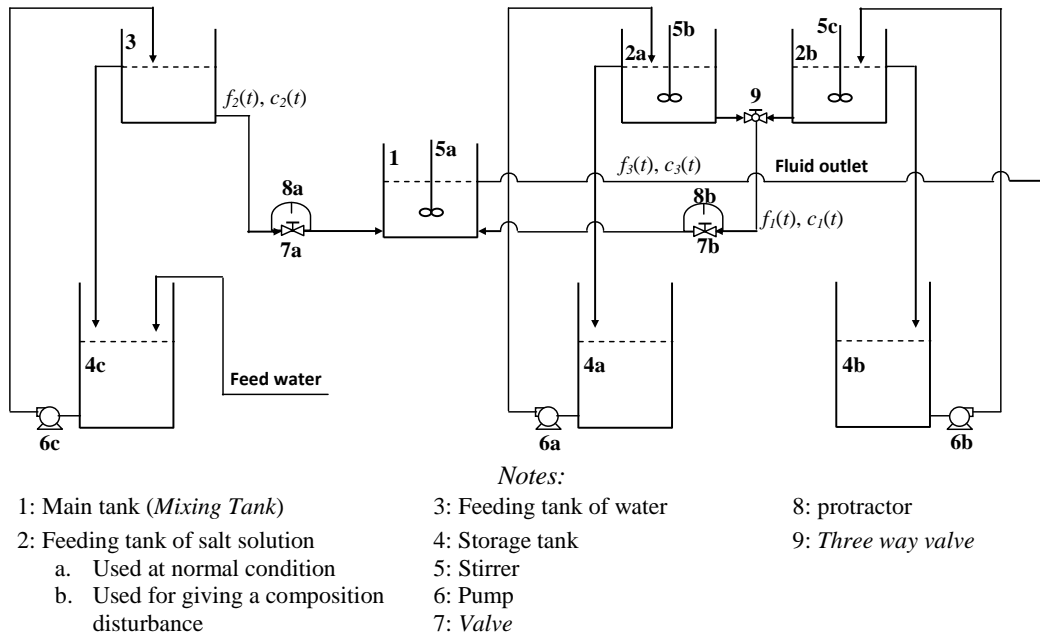 3
f2(t), c2(t)
2a
5b
5c
2b
9
1
5a
f3(t), c3(t)
Fluid outlet
8a
7a
8b
7b
f1(t), c1(t)
4c
Feed water
6c
4a
6a
4b
6b
Notes:
1: Main tank (Mixing Tank)
2: Feeding tank of salt solution
a. Used at normal condition
b. Used for giving a composition
disturbance
3: Feeding tank of water
4: Storage tank
5: Stirrer
6: Pump
7: Valve
8: protractor
9: Three way valve